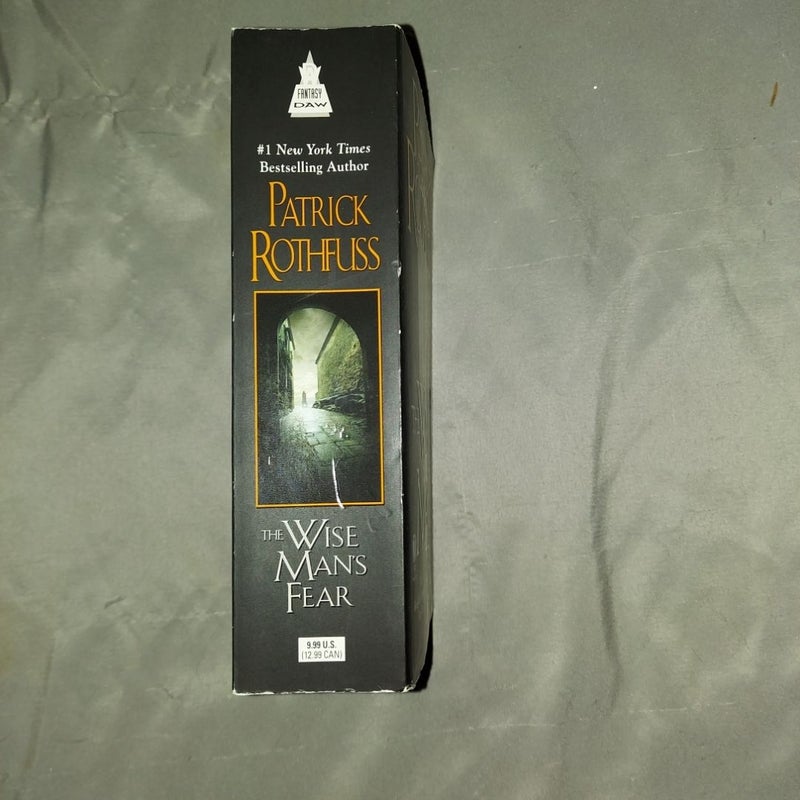 FANTASY
DAW
#1 New York Times
Bestselling Author
PATRICK
ROTHFUSS
THE WISE
MAN'S
FEAR
9.99 U.S.
(12.99 CAN)